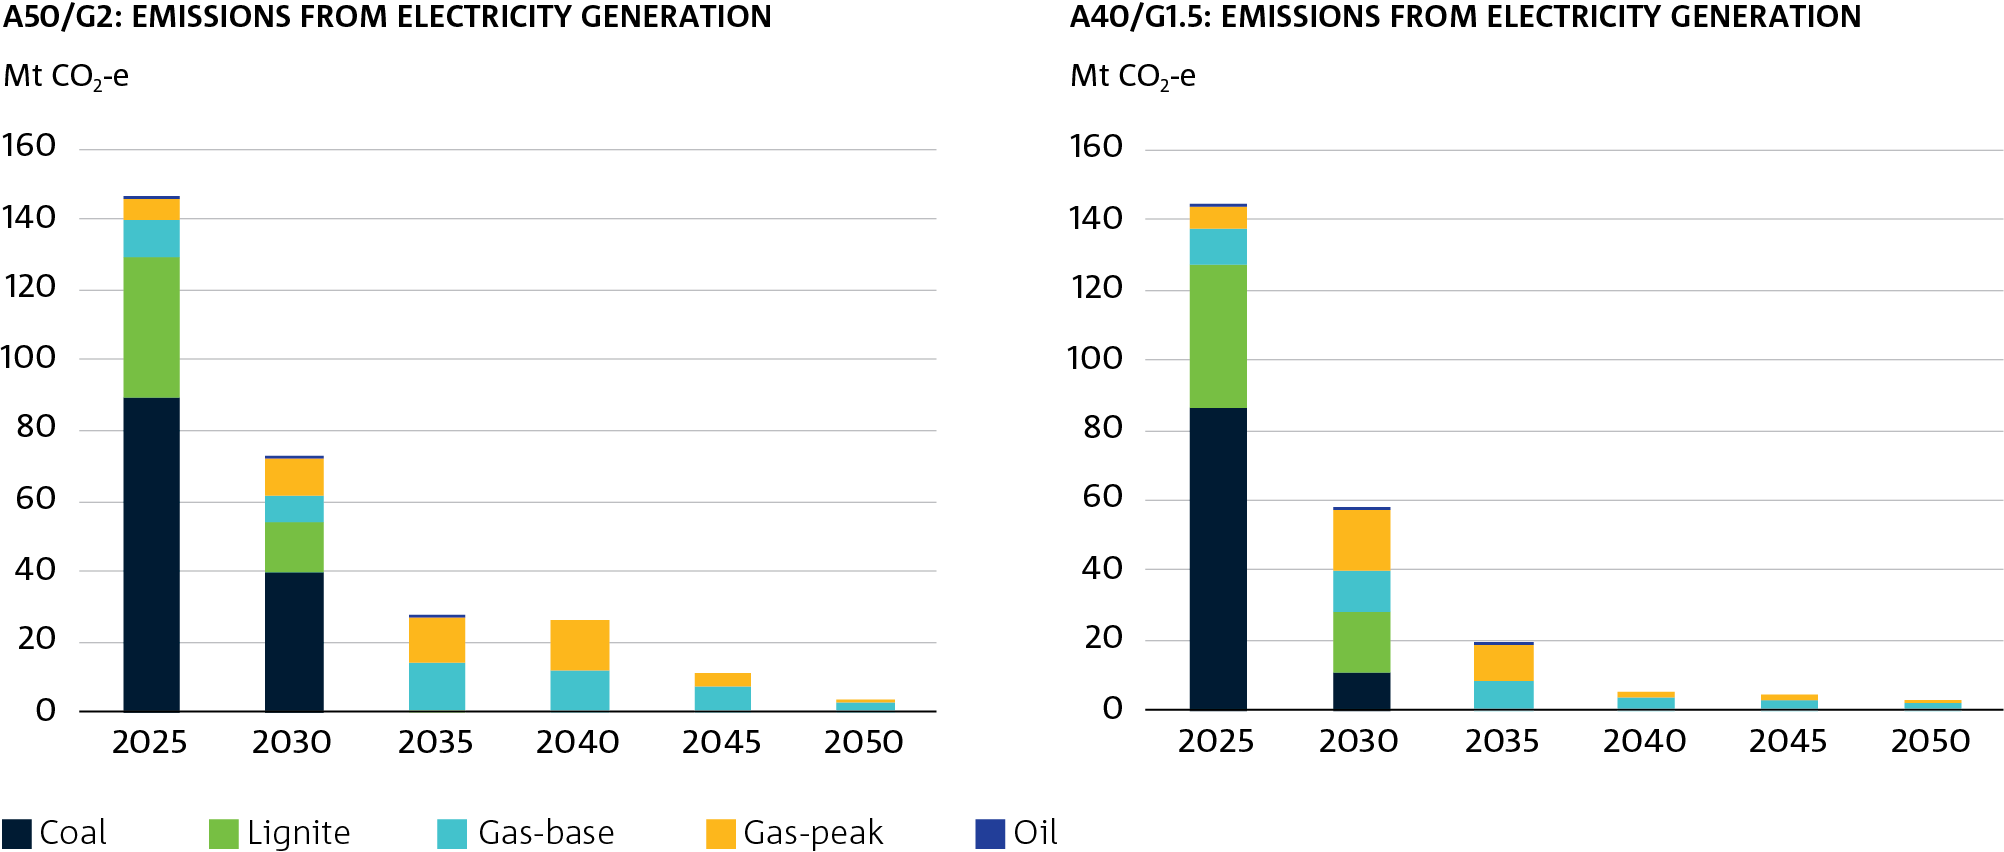 A50/G2: EMISSIONS FROM ELECTRICITY GENERATION
Mt CO₂-e
160
140
120
100
80
60
40
20
0
2025 2030 2035 2040 2045 2050
A40/G1.5: EMISSIONS FROM ELECTRICITY GENERATION
Mt CO₂-e
160
140
120
100
80
60
40
20
0
2025 2030 2035 2040 2045 2050
Coal Lignite Gas-base Gas-peak Oil